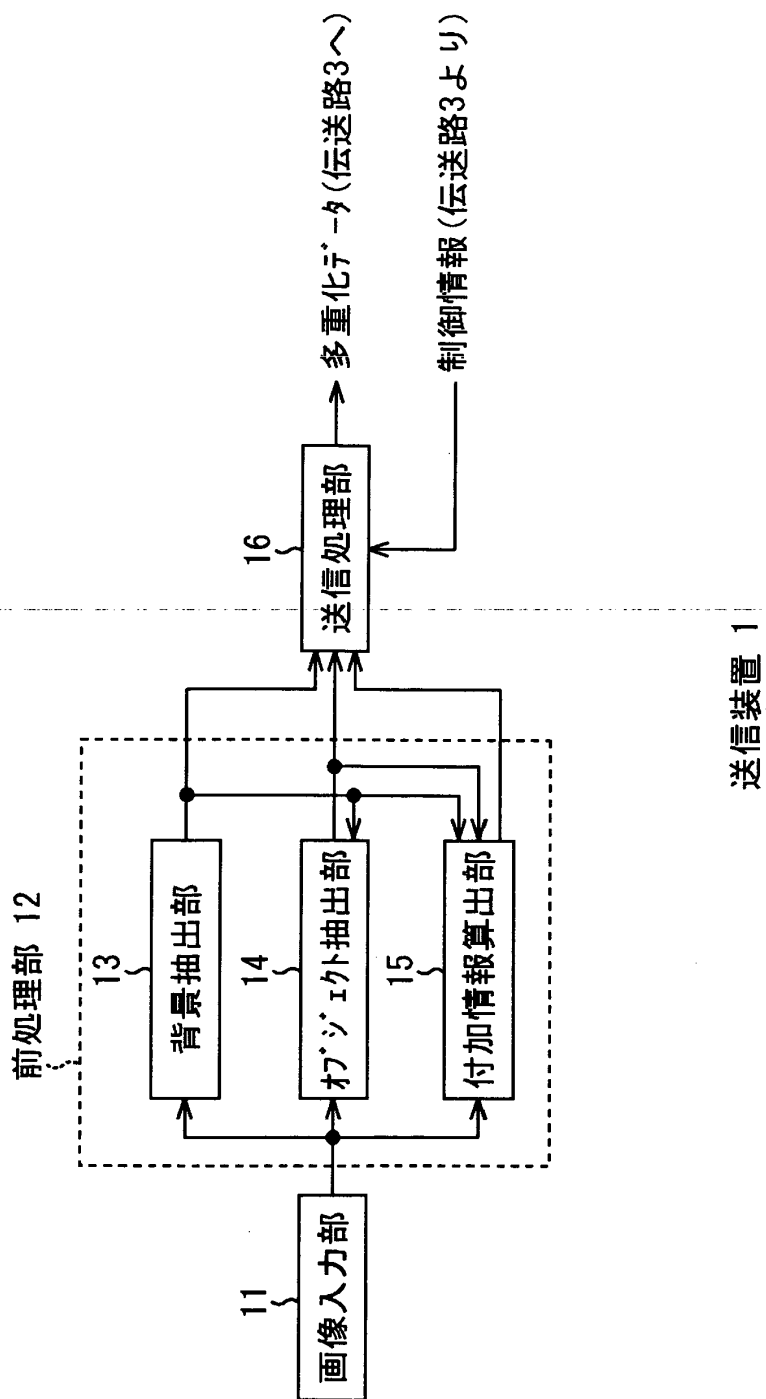 前処理部 12
11
画像入力部
13
背景抽出部
14
オブジェクト抽出部
15
付加情報算出部
16
送信処理部
多重化データ(伝送路3へ)
制御情報(伝送路3より)
送信装置 1